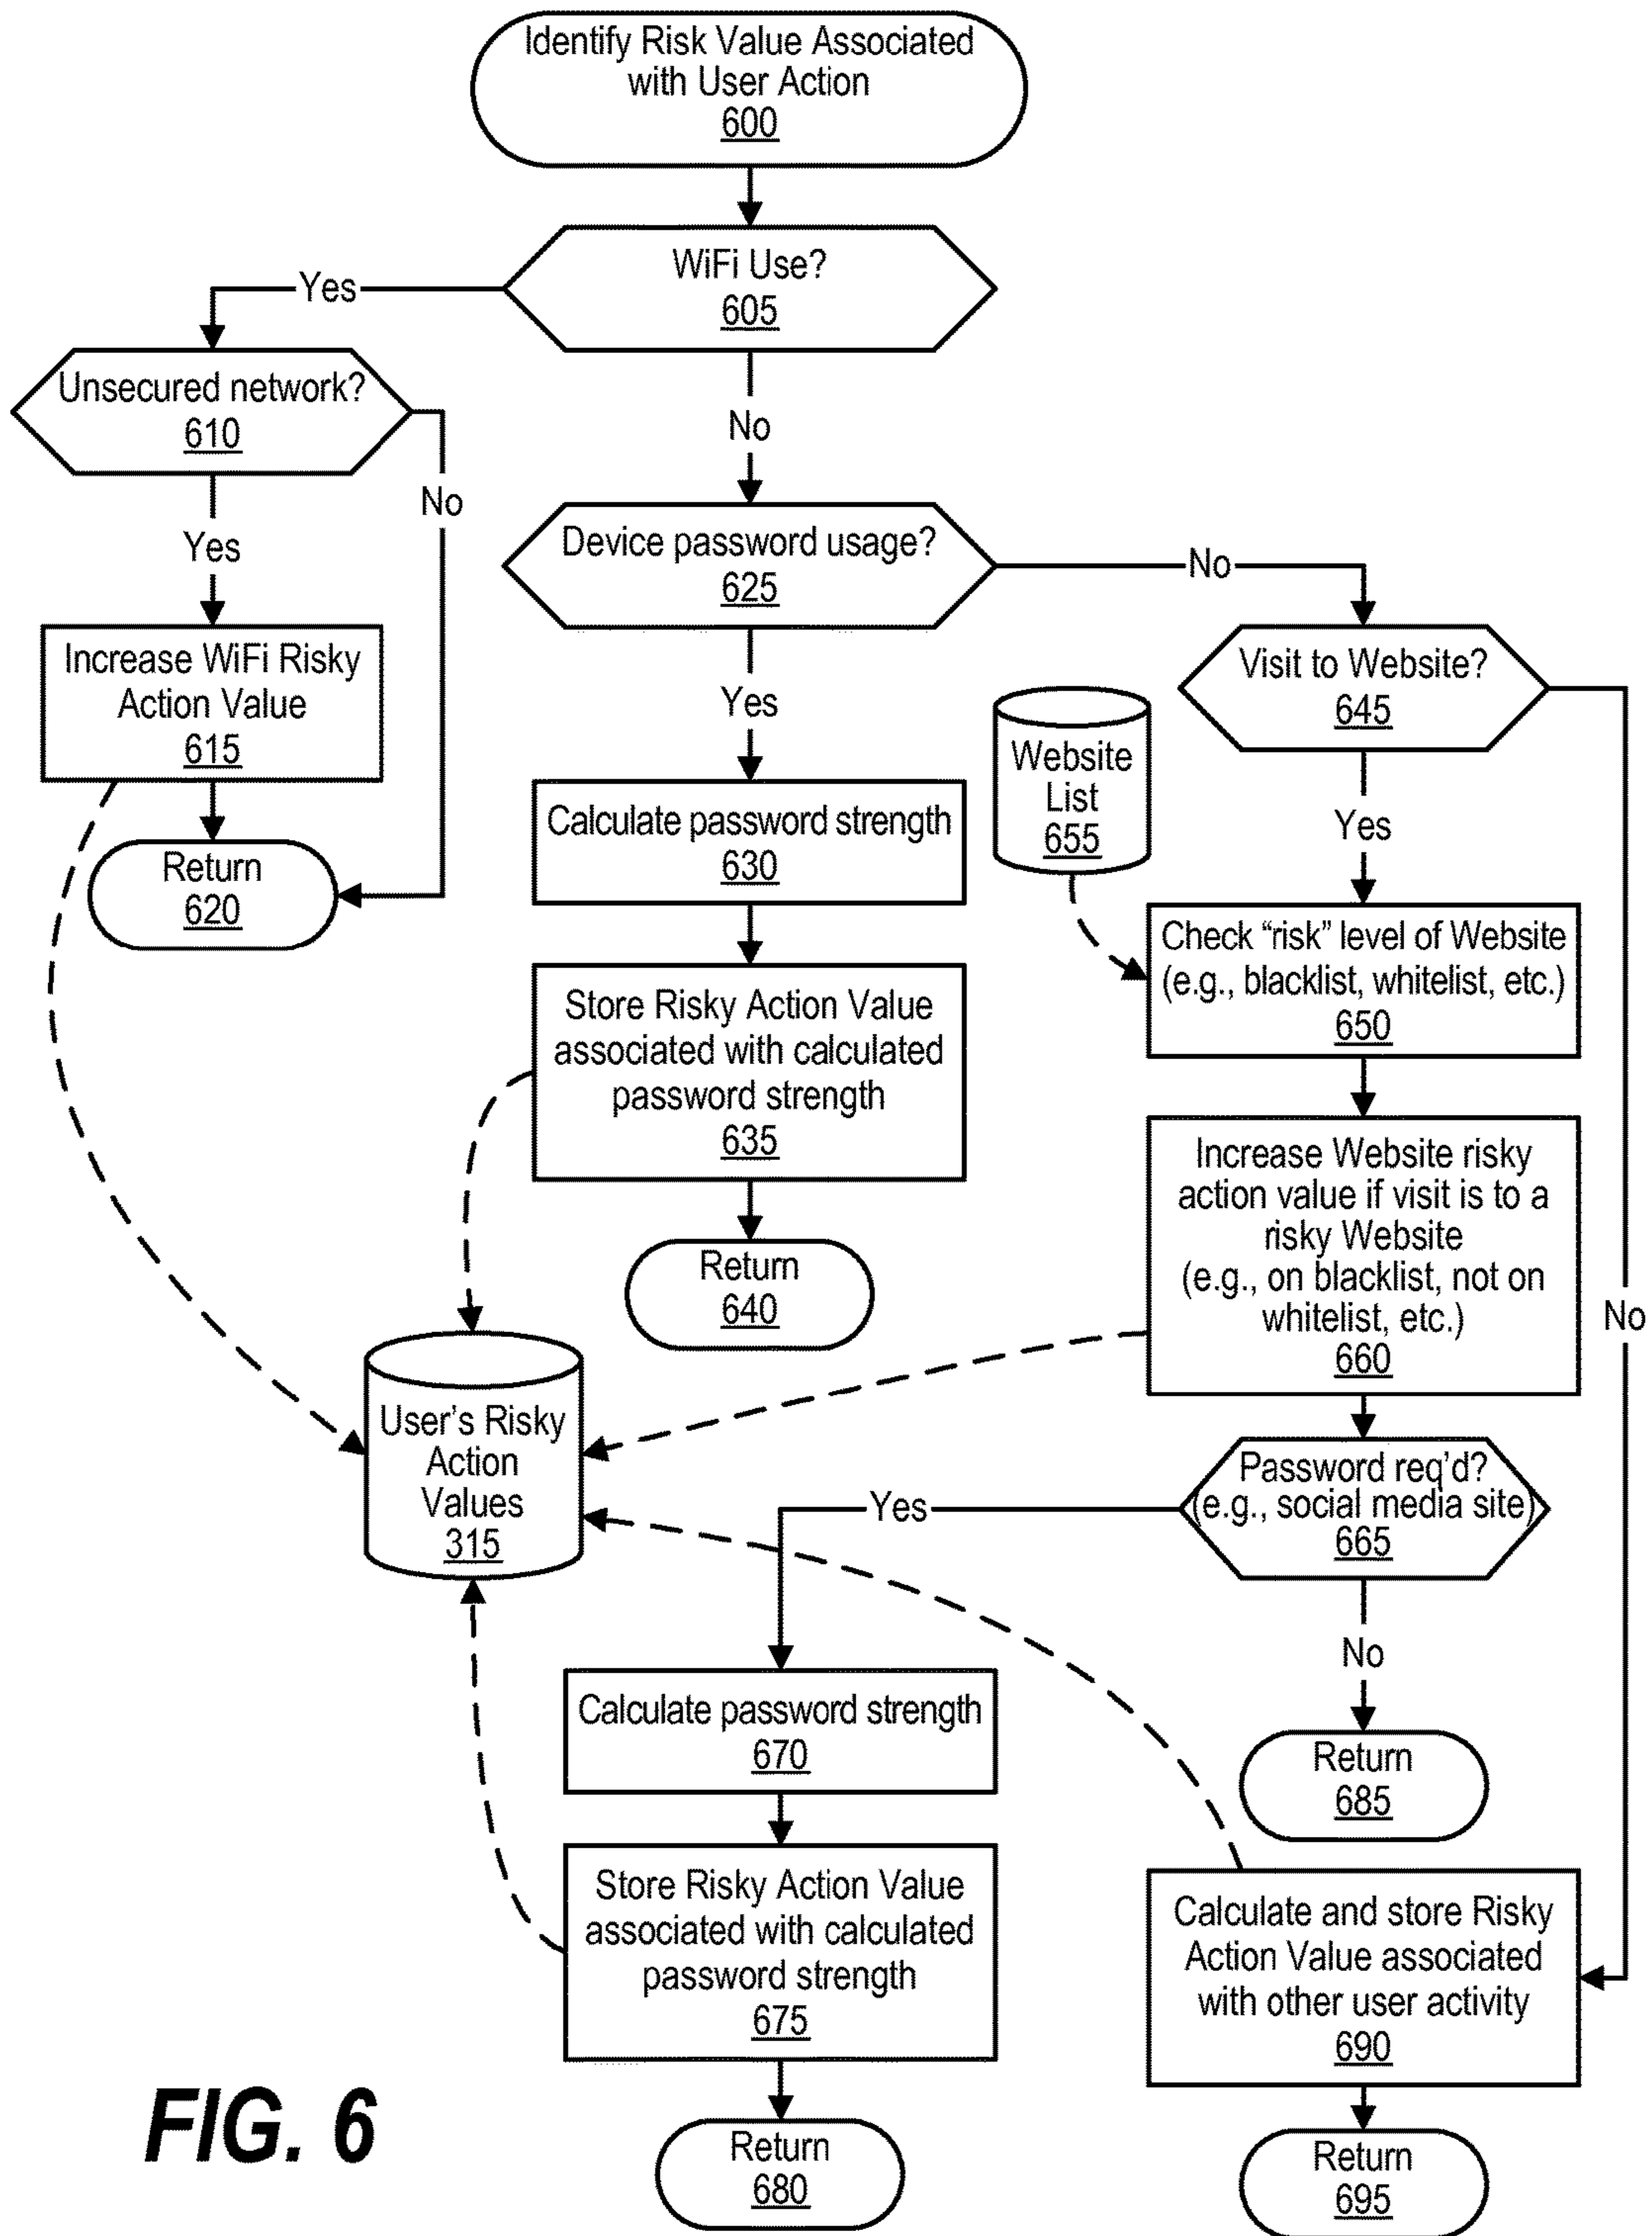 Identify Risk Value Associated
with User Action
600
WiFi Use?
605
Yes
No
Unsecured network?
610
No
Yes
Increase WiFi Risky
Action Value
615
Return
620
Device password usage?
625
No
Yes
Calculate password strength
630
Store Risky Action Value
associated with calculated
password strength
635
Return
640
Visit to Website?
645
Yes
No
Website
List
655
Check “risk” level of Website
(e.g., blacklist, whitelist, etc.)
650
Increase Website risky
action value if visit is to a
risky Website
(e.g., on blacklist, not on
whitelist, etc.)
660
User’s Risky
Action
Values
315
Password req’d?
(e.g., social media site)
665
Yes
No
Calculate password strength
670
Store Risky Action Value
associated with calculated
password strength
675
Return
680
Return
685
Calculate and store Risky
Action Value associated
with other user activity
690
Return
695
FIG. 6